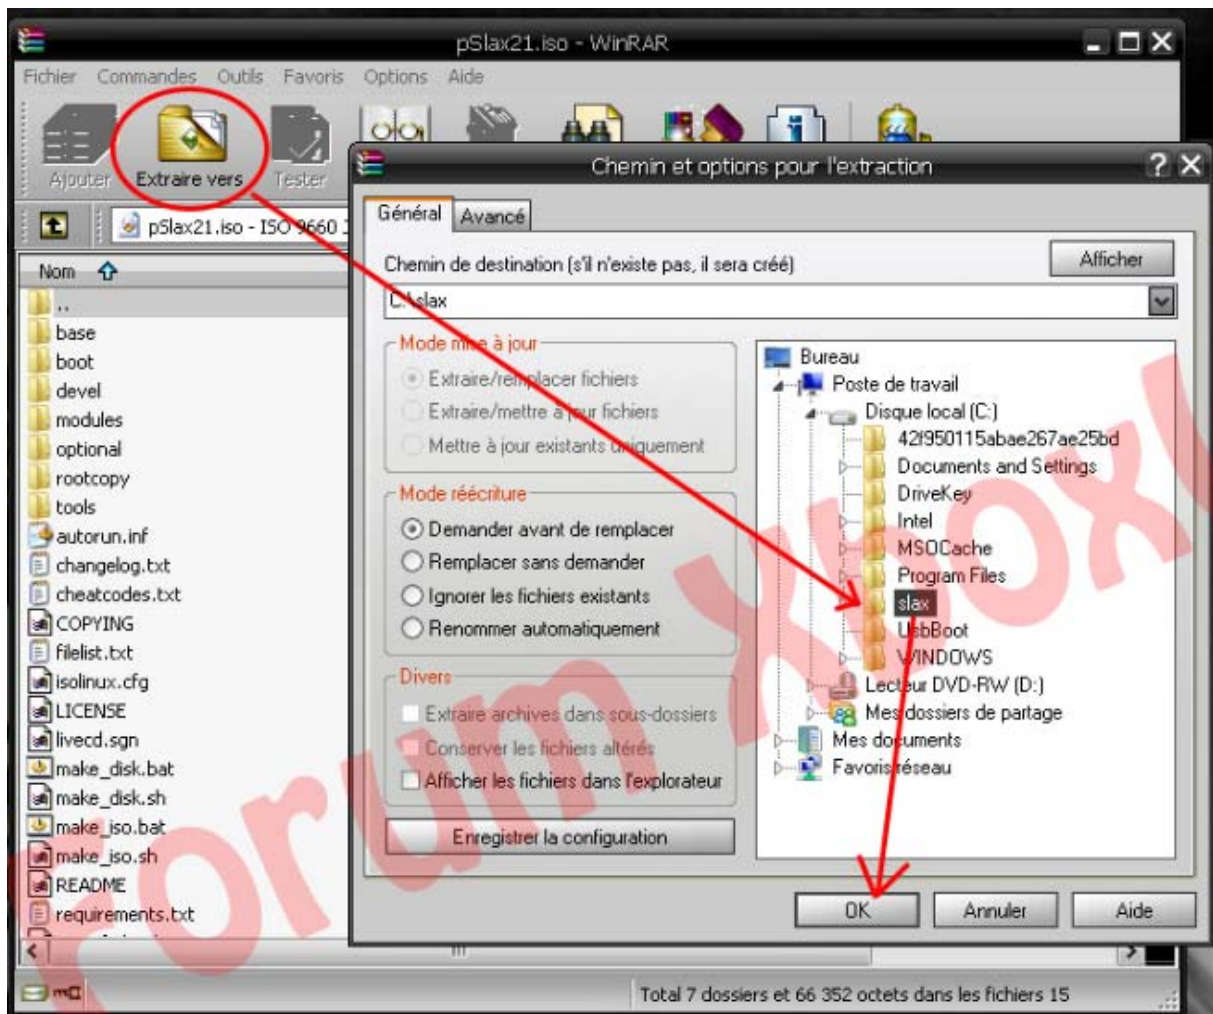 pSlax21.iso - WinRAR
Fichier Commandes Outils Favoris Options Aide
Ajouter Extraire vers Tester
pSlax21.iso - ISO 9660
Nom
..
base
boot
devel
modules
optional
rootcopy
tools
autorun.inf
changelog.txt
cheatcodes.txt
COPYING
filelist.txt
isolinux.cfg
LICENSE
livecd.sgn
make_disk.bat
make_disk.sh
make_iso.bat
make_iso.sh
README
requirements.txt
Total 7 dossiers et 66 352 octets dans les fichiers 15
Chemin et options pour l'extraction
Général Avancé
Chemin de destination (s'il n'existe pas, il sera créé)
Afficher
C:\slax
Mode mise à jour
Extraire/remplacer fichiers
Extraire/mettre à jour fichiers
Mettre à jour existants uniquement
Mode réécriture
Demander avant de remplacer
Remplacer sans demander
Ignorer les fichiers existants
Renommer automatiquement
Divers
Extraire archives dans sous-dossiers
Conserver les fichiers altérés
Afficher les fichiers dans l'explorateur
Enregistrer la configuration
Bureau
Poste de travail
Disque local (C:)
42f950115abae267ae25bd
Documents and Settings
DriveKey
Intel
MSOCache
Program Files
slax
UsbBoot
WINDOWS
Lecteur DVD-RW (D:)
Mes dossiers de partage
Mes documents
Favoris réseau
OK Annuler Aide